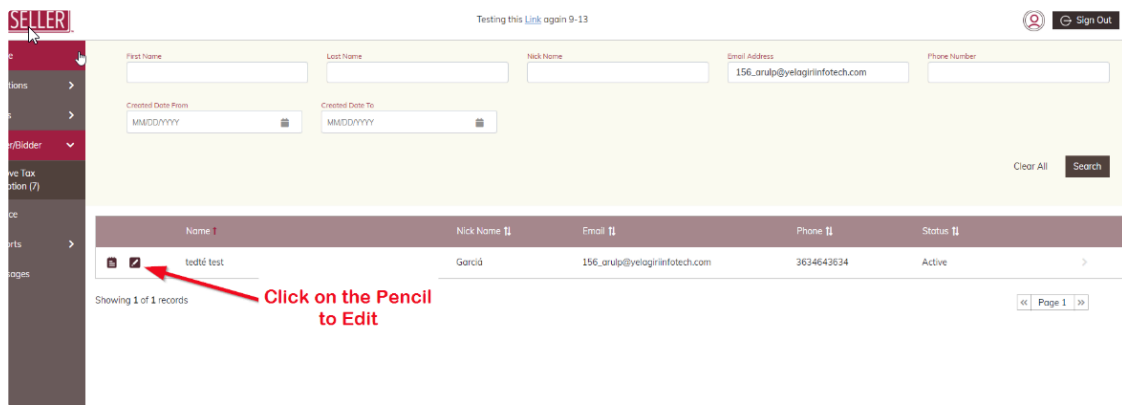 SELLER
Testing this Link again 9-13
Sign Out
First Name
Last Name
Nick Name
Email Address
Phone Number
156_arulp@yelagiriinfotech.com
Created Date From
Created Date To
MM/DD/YYYY
MM/DD/YYYY
Clear All
Search
e
tions
s
er/Bidder
ve Tax
ption (7)
ce
orts
sages
Name
Nick Name
Email
Phone
Status
tedté test
Garciá
156_arulp@yelagiriinfotech.com
3634643634
Active
Showing 1 of 1 records
Page 1
Click on the Pencil
to Edit